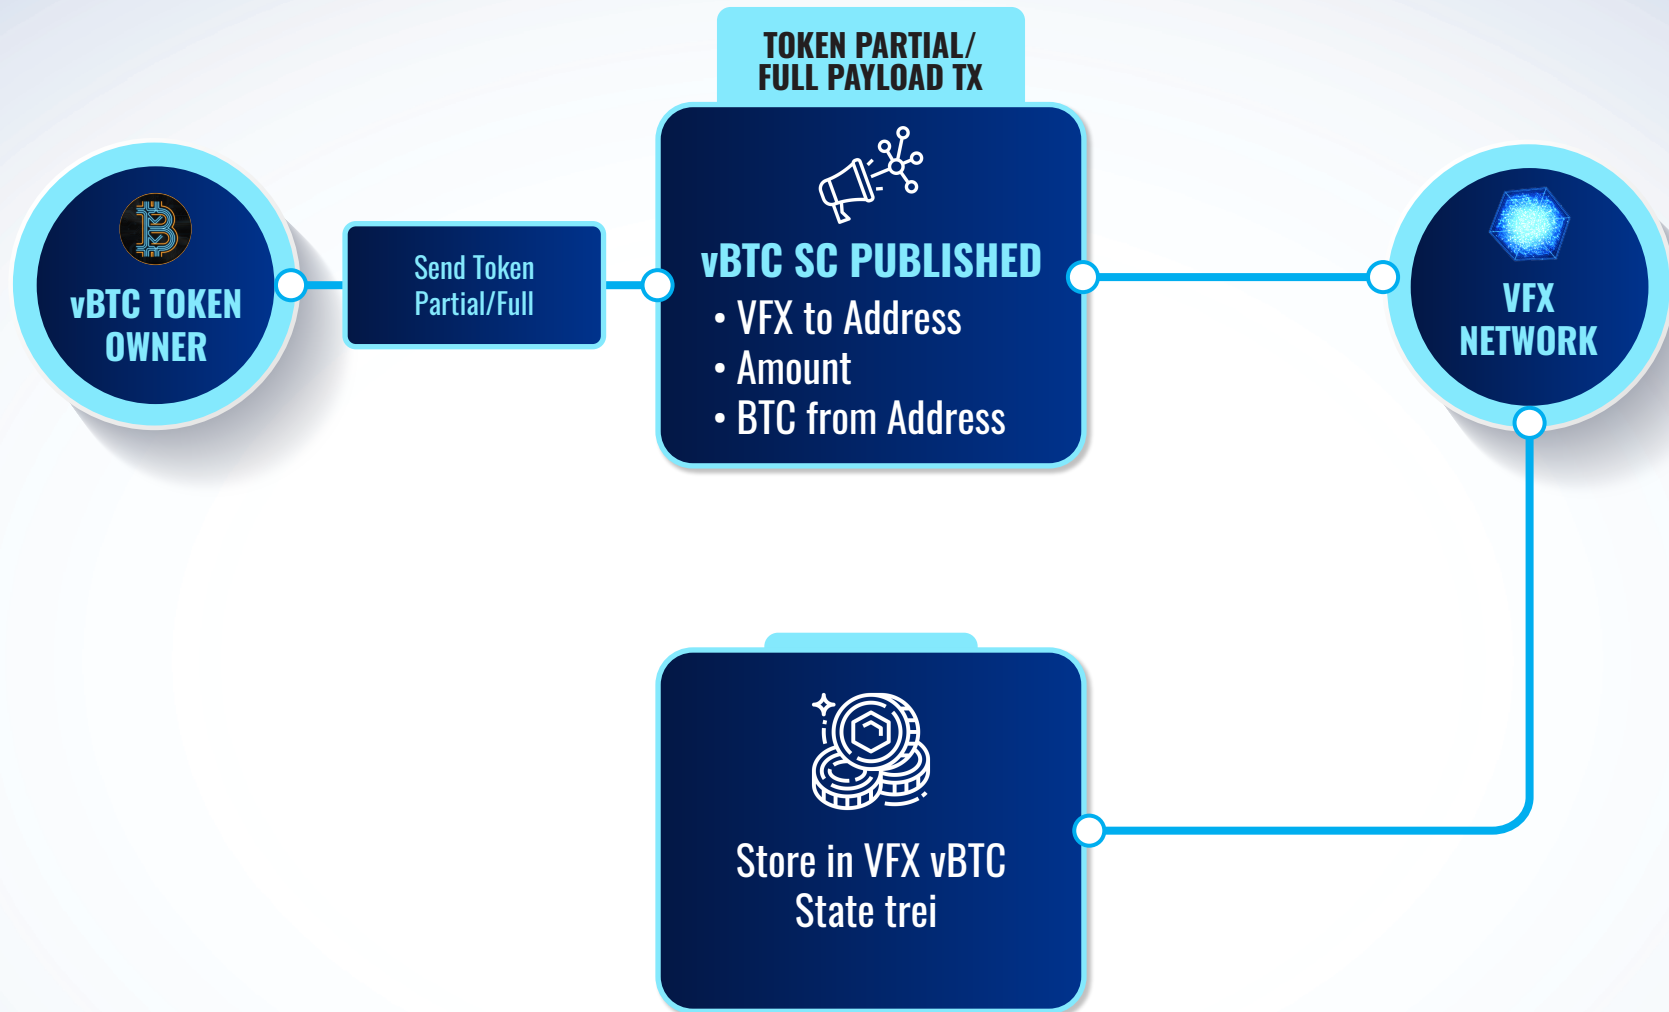 TOKEN PARTIAL/
FULL PAYLOAD TX
vBTC TOKEN
OWNER
Send Token
Partial/Full
vBTC SC PUBLISHED
• VFX to Address
• Amount
• BTC from Address
VFX
NETWORK
Store in VFX vBTC
State trei